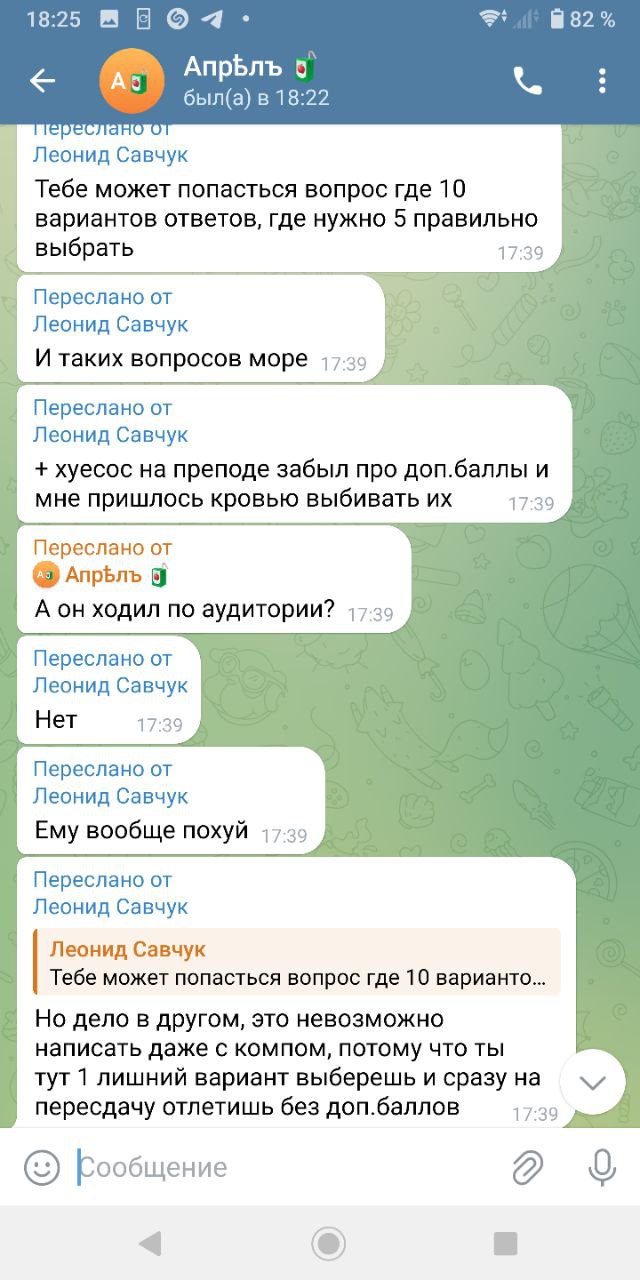 18:25
82 %
Апрѣлъ
А
был(а) в 18:22
Переслано от
Леонид Савчук
Тебе может попасться вопрос где 10
вариантов ответов, где нужно 5 правильно
выбрать
17:39
Переслано от
Леонид Савчук
И таких вопросов море 17:39
Переслано от
Леонид Савчук
+ хуесос на преподе забыл про доп.баллы и
мне пришлось кровью выбивать их 17:39
Переслано от
А Апрѣлъ
А он ходил по аудитории? 17:39
Переслано от
Леонид Савчук
Нет 17:39
Переслано от
Леонид Савчук
Ему вообще похуй 17:39
Переслано от
Леонид Савчук
Леонид Савчук
Тебе может попасться вопрос где 10 варианто...
Но дело в другом, это невозможно
написать даже с компом, потому что ты
тут 1 лишний вариант выберешь и сразу на
пересдачу отлетишь без доп.баллов 17:39
Сообщение